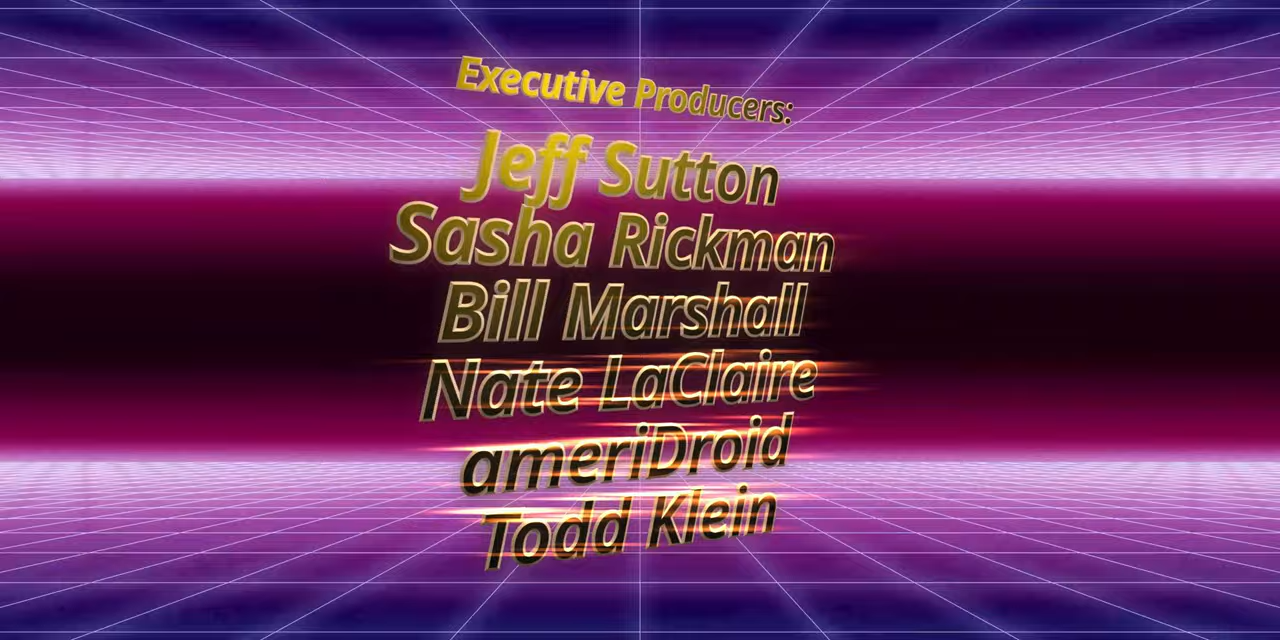 Executive Producers:
Jeff Sutton
Sasha Rickman
Bill Marshall
Nate LaClaire
ameriDroid
Todd Klein